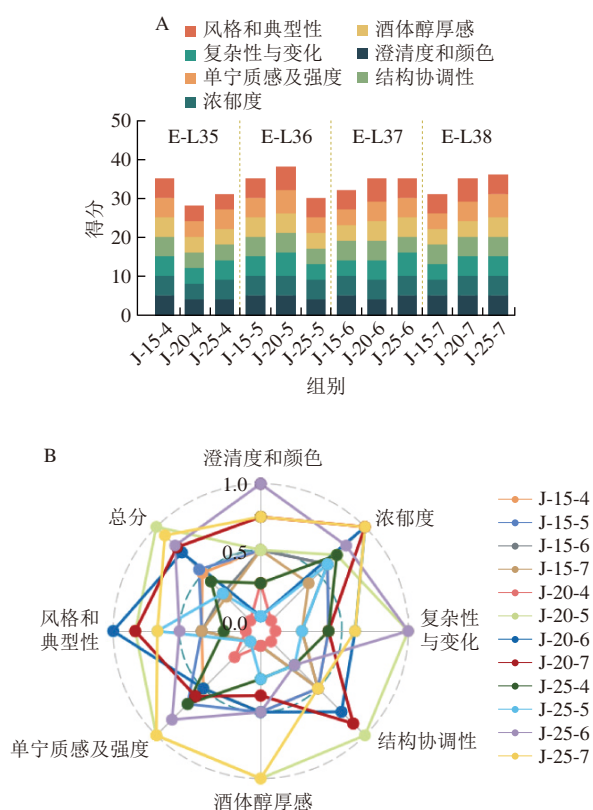 A
风格和典型性
酒体醇厚感
复杂性与变化
澄清度和颜色
单宁质感及强度
结构协调性
浓郁度
50
40
30
20
10
0
得分
E-L35
E-L36
E-L37
E-L38
J-15-4
J-20-4
J-25-4
J-15-5
J-20-5
J-25-5
J-15-6
J-20-6
J-25-6
J-15-7
J-20-7
J-25-7
组别
B
澄清度和颜色
浓郁度
复杂性
与变化
结构协调性
酒体醇厚感
单宁质感及强度
风格和
典型性
总分
1.0
0.5
0.0
J-15-4
J-15-5
J-15-6
J-15-7
J-20-4
J-20-5
J-20-6
J-20-7
J-25-4
J-25-5
J-25-6
J-25-7